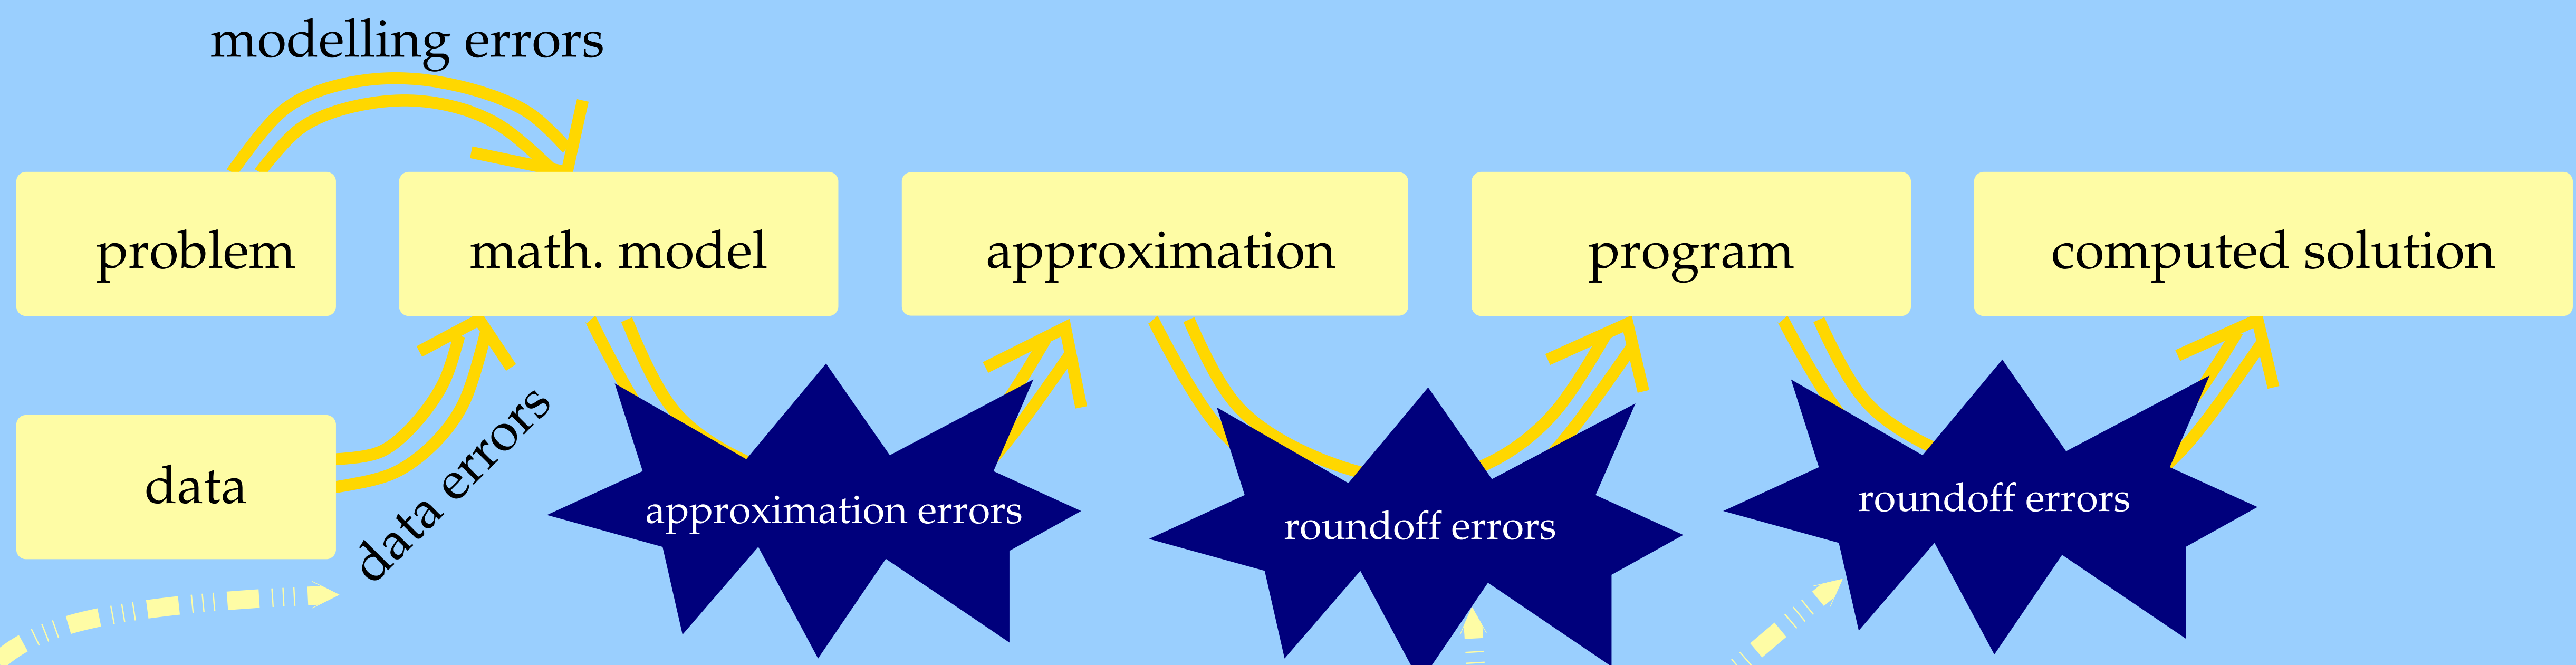 modelling errors
problem
math. model
approximation
program
computed solution
data
data errors
approximation errors
roundoff errors
roundoff errors